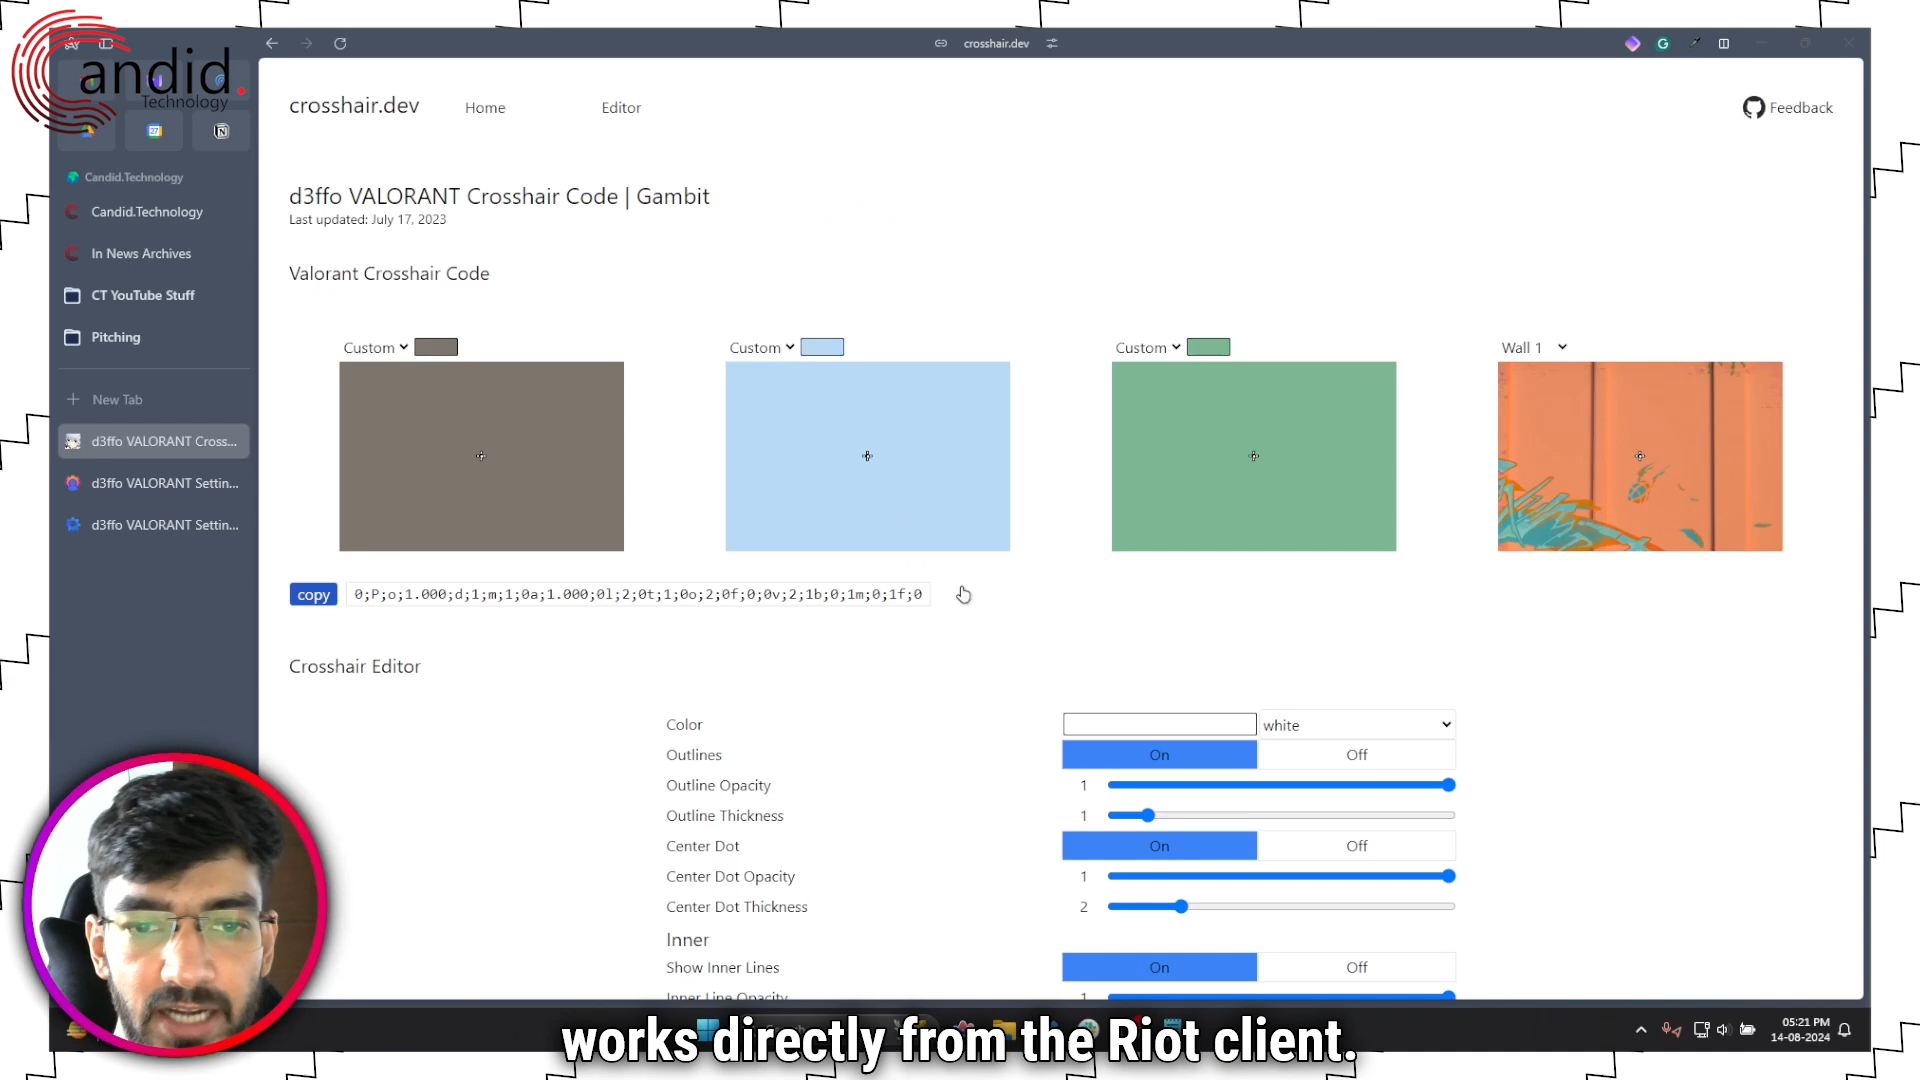 Candid.
Technology
crosshair.dev
crosshair.dev
Home
Editor
Feedback
27
Candid.Technology
Candid.Technology
In News Archives
CT YouTube Stuff
Pitching
New Tab
d3ffo VALORANT Cross...
d3ffo VALORANT Settin...
d3ffo VALORANT Settin...
d3ffo VALORANT Crosshair Code | Gambit
Last updated: July 17, 2023
Valorant Crosshair Code
Custom
Custom
Custom
Wall 1
copy
0;P;o;1.000;d;1;m;1;0a;1.000;0l;2;0t;1;0o;2;0f;0;0v;2;1b;0;1m;0;1f;0
Crosshair Editor
Color
white
Outlines
On
Off
Outline Opacity
1
Outline Thickness
1
Center Dot
On
Off
Center Dot Opacity
1
Center Dot Thickness
2
Inner
Show Inner Lines
On
Off
Inner Line Opacity
1
works directly from the Riot client.
05:21 PM
14-08-2024